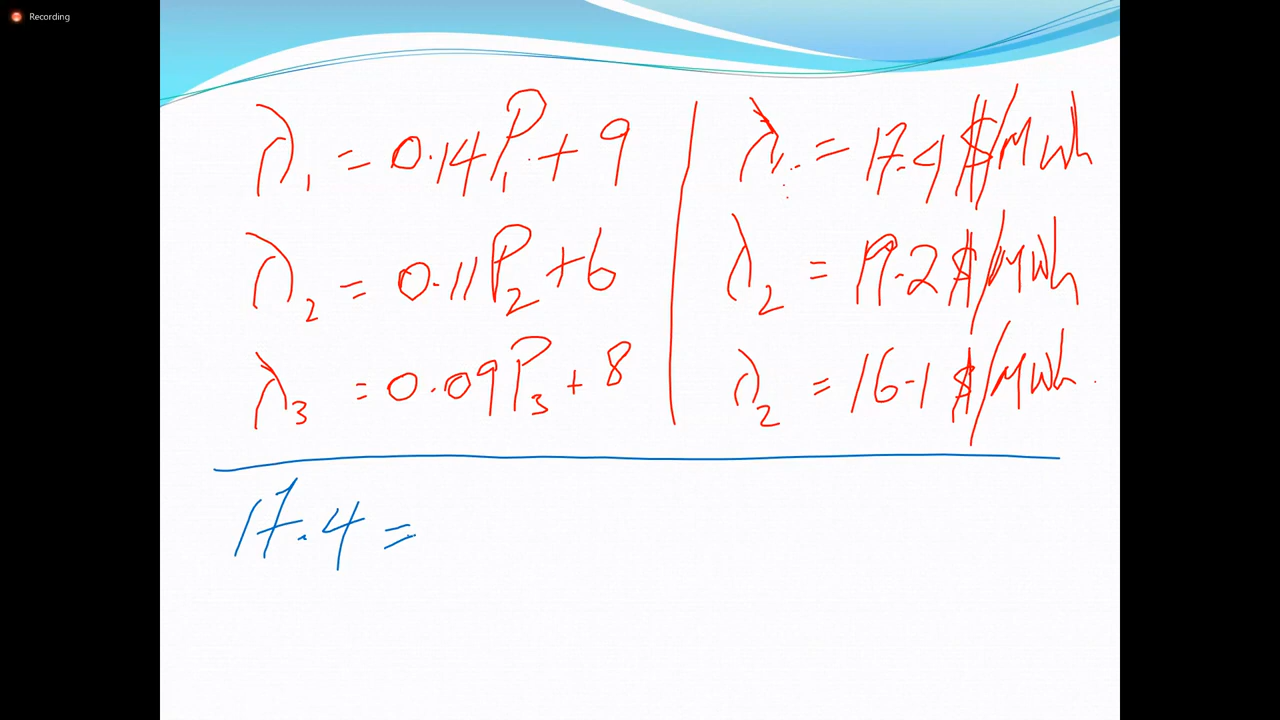 Recording
λ₁ = 0.14P₁ + 9
λ₁ = 17.4 $/MWh
λ₂ = 0.11P₂ + 6
λ₂ = 19.2 $/MWh
λ₃ = 0.09P₃ + 8
λ₂ = 16.1 $/MWh
17.4 =